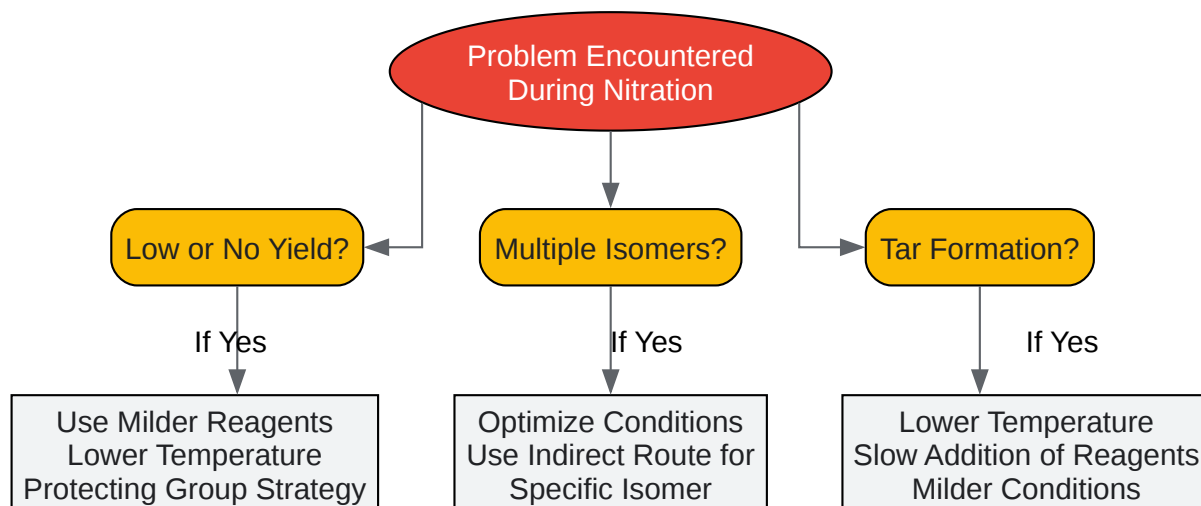 Problem Encountered
During Nitration
Low or No Yield?
Multiple Isomers?
Tar Formation?
If Yes
If Yes
If Yes
Use Milder Reagents
Lower Temperature
Protecting Group Strategy
Optimize Conditions
Use Indirect Route for
Specific Isomer
Lower Temperature
Slow Addition of Reagents
Milder Conditions